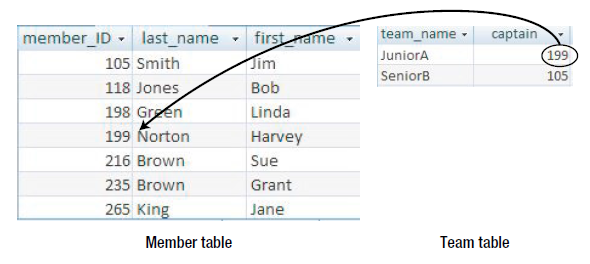 member_ID last_name first_name
105 Smith Jim
118 Jones Bob
198 Green Linda
199 Norton Harvey
216 Brown Sue
235 Brown Grant
265 King Jane
Member table
team_name captain
JuniorA 199
SeniorB 105
Team table